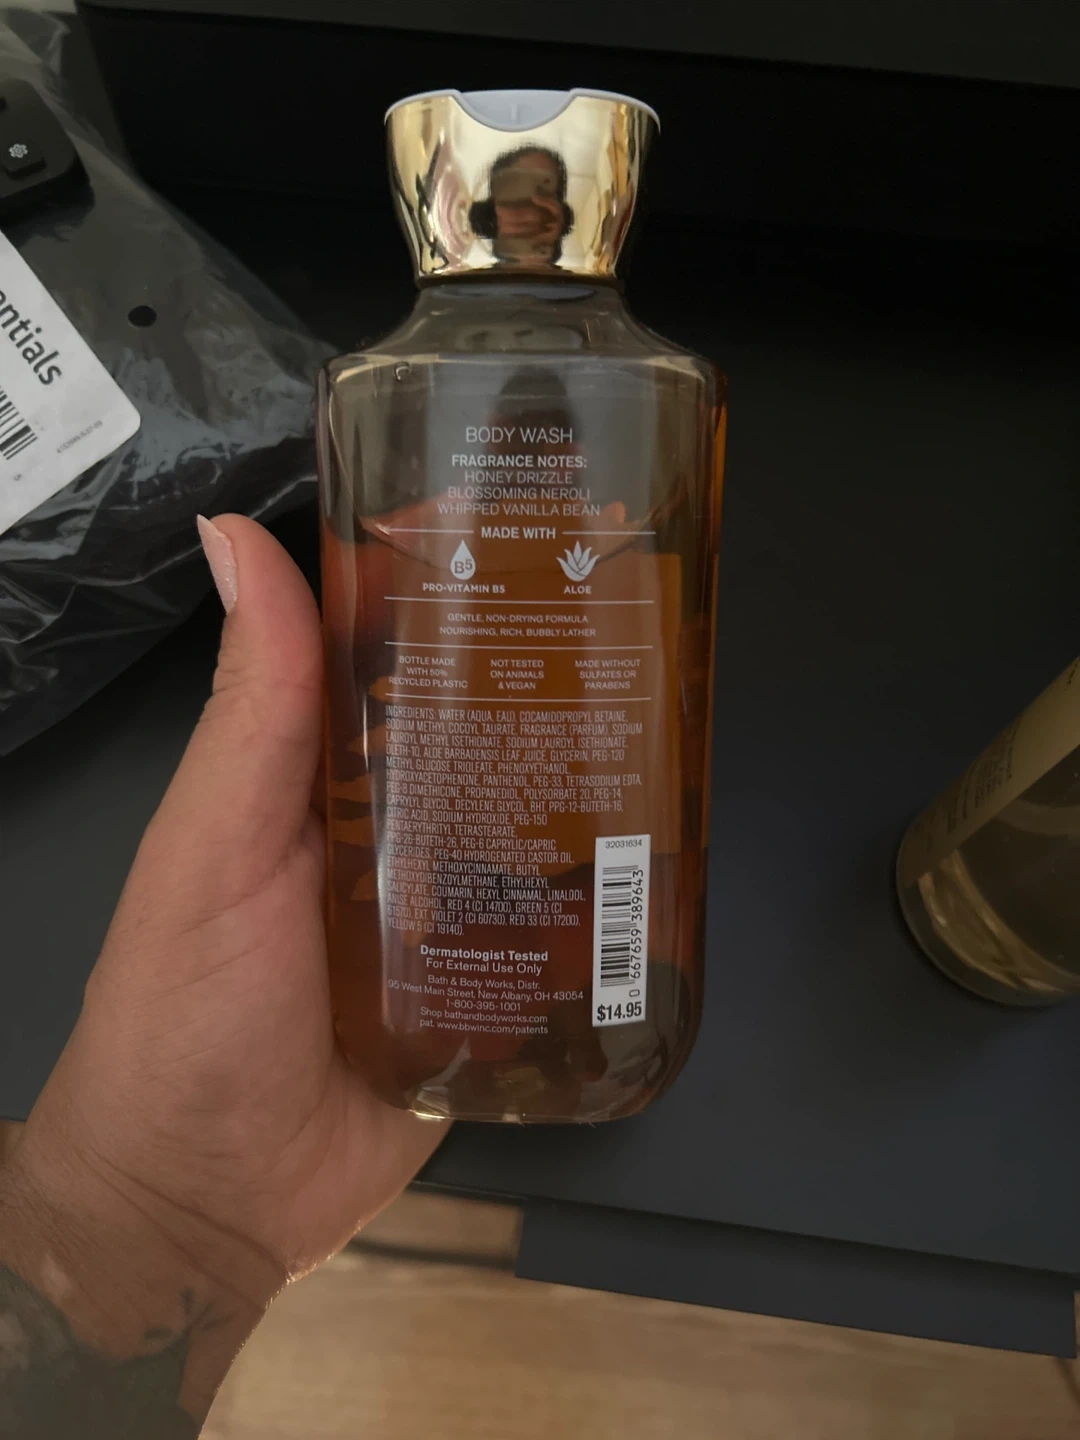 entials
BODY WASH
FRAGRANCE NOTES:
HONEY DRIZZLE
BLOSSOMING NEROLI
WHIPPED VANILLA BEAN
MADE WITH
B5
PRO-VITAMIN B5
ALOE
GENTLE, NON-DRYING FORMULA
NOURISHING, RICH, BUBBLY LATHER
BOTTLE MADE
WITH 50%
RECYCLED PLASTIC
NOT TESTED
ON ANIMALS
& VEGAN
MADE WITHOUT
SULFATES OR
PARABENS
INGREDIENTS: WATER (AQUA, EAU), COCAMIDOPROPYL BETAINE,
SODIUM METHYL COCOYL TAURATE, FRAGRANCE (PARFUM), SODIUM
LAUROYL METHYL ISETHIONATE, SODIUM LAUROYL ISETHIONATE,
OLETH-10, ALOE BARBADENSIS LEAF JUICE, GLYCERIN, PEG-120
METHYL GLUCOSE TRIOLEATE, PHENOXYETHANOL,
HYDROXYACETOPHENONE, PANTHENOL, PEG-33, TETRASODIUM EDTA,
PEG-8 DIMETHICONE, PROPANEDIOL, POLYSORBATE 20, PEG-14,
CAPRYLYL GLYCOL, DECYLENE GLYCOL, BHT, PPG-12-BUTETH-16,
CITRIC ACID, SODIUM HYDROXIDE, PEG-150
PENTAERYTHRITYL TETRASTEARATE,
PPG-26-BUTETH-26, PEG-6 CAPRYLIC/CAPRIC
GLYCERIDES, PEG-40 HYDROGENATED CASTOR OIL,
ETHYLHEXYL METHOXYCINNAMATE, BUTYL
METHOXYDIBENZOYLMETHANE, ETHYLHEXYL
SALICYLATE, COUMARIN, HEXYL CINNAMAL, LINALOOL,
ANISE ALCOHOL, RED 4 (CI 14700), GREEN 5 (CI
61570), EXT. VIOLET 2 (CI 60730), RED 33 (CI 17200),
YELLOW 5 (CI 19140).
Dermatologist Tested
For External Use Only
Bath & Body Works, Distr.
95 West Main Street, New Albany, OH 43054
1-800-395-1001
Shop bathandbodyworks.com
pat. www.bbwinc.com/patents
32031634
0 667659 389643
$14.95